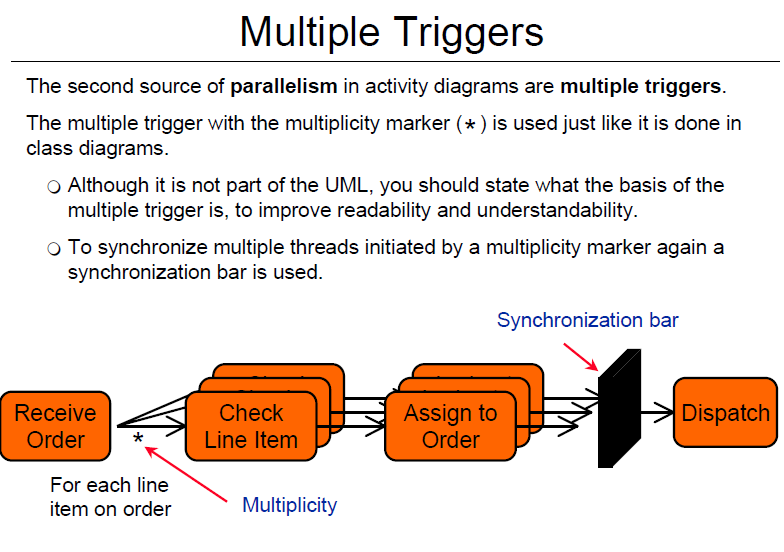 Multiple Triggers
The second source of parallelism in activity diagrams are multiple triggers.
The multiple trigger with the multiplicity marker (*) is used just like it is done in
class diagrams.
Although it is not part of the UML, you should state what the basis of the
multiple trigger is, to improve readability and understandability.
To synchronize multiple threads initiated by a multiplicity marker again a
synchronization bar is used.
Synchronization bar
Receive
Order
*
Check
Line Item
Assign to
Order
Dispatch
For each line
item on order
Multiplicity